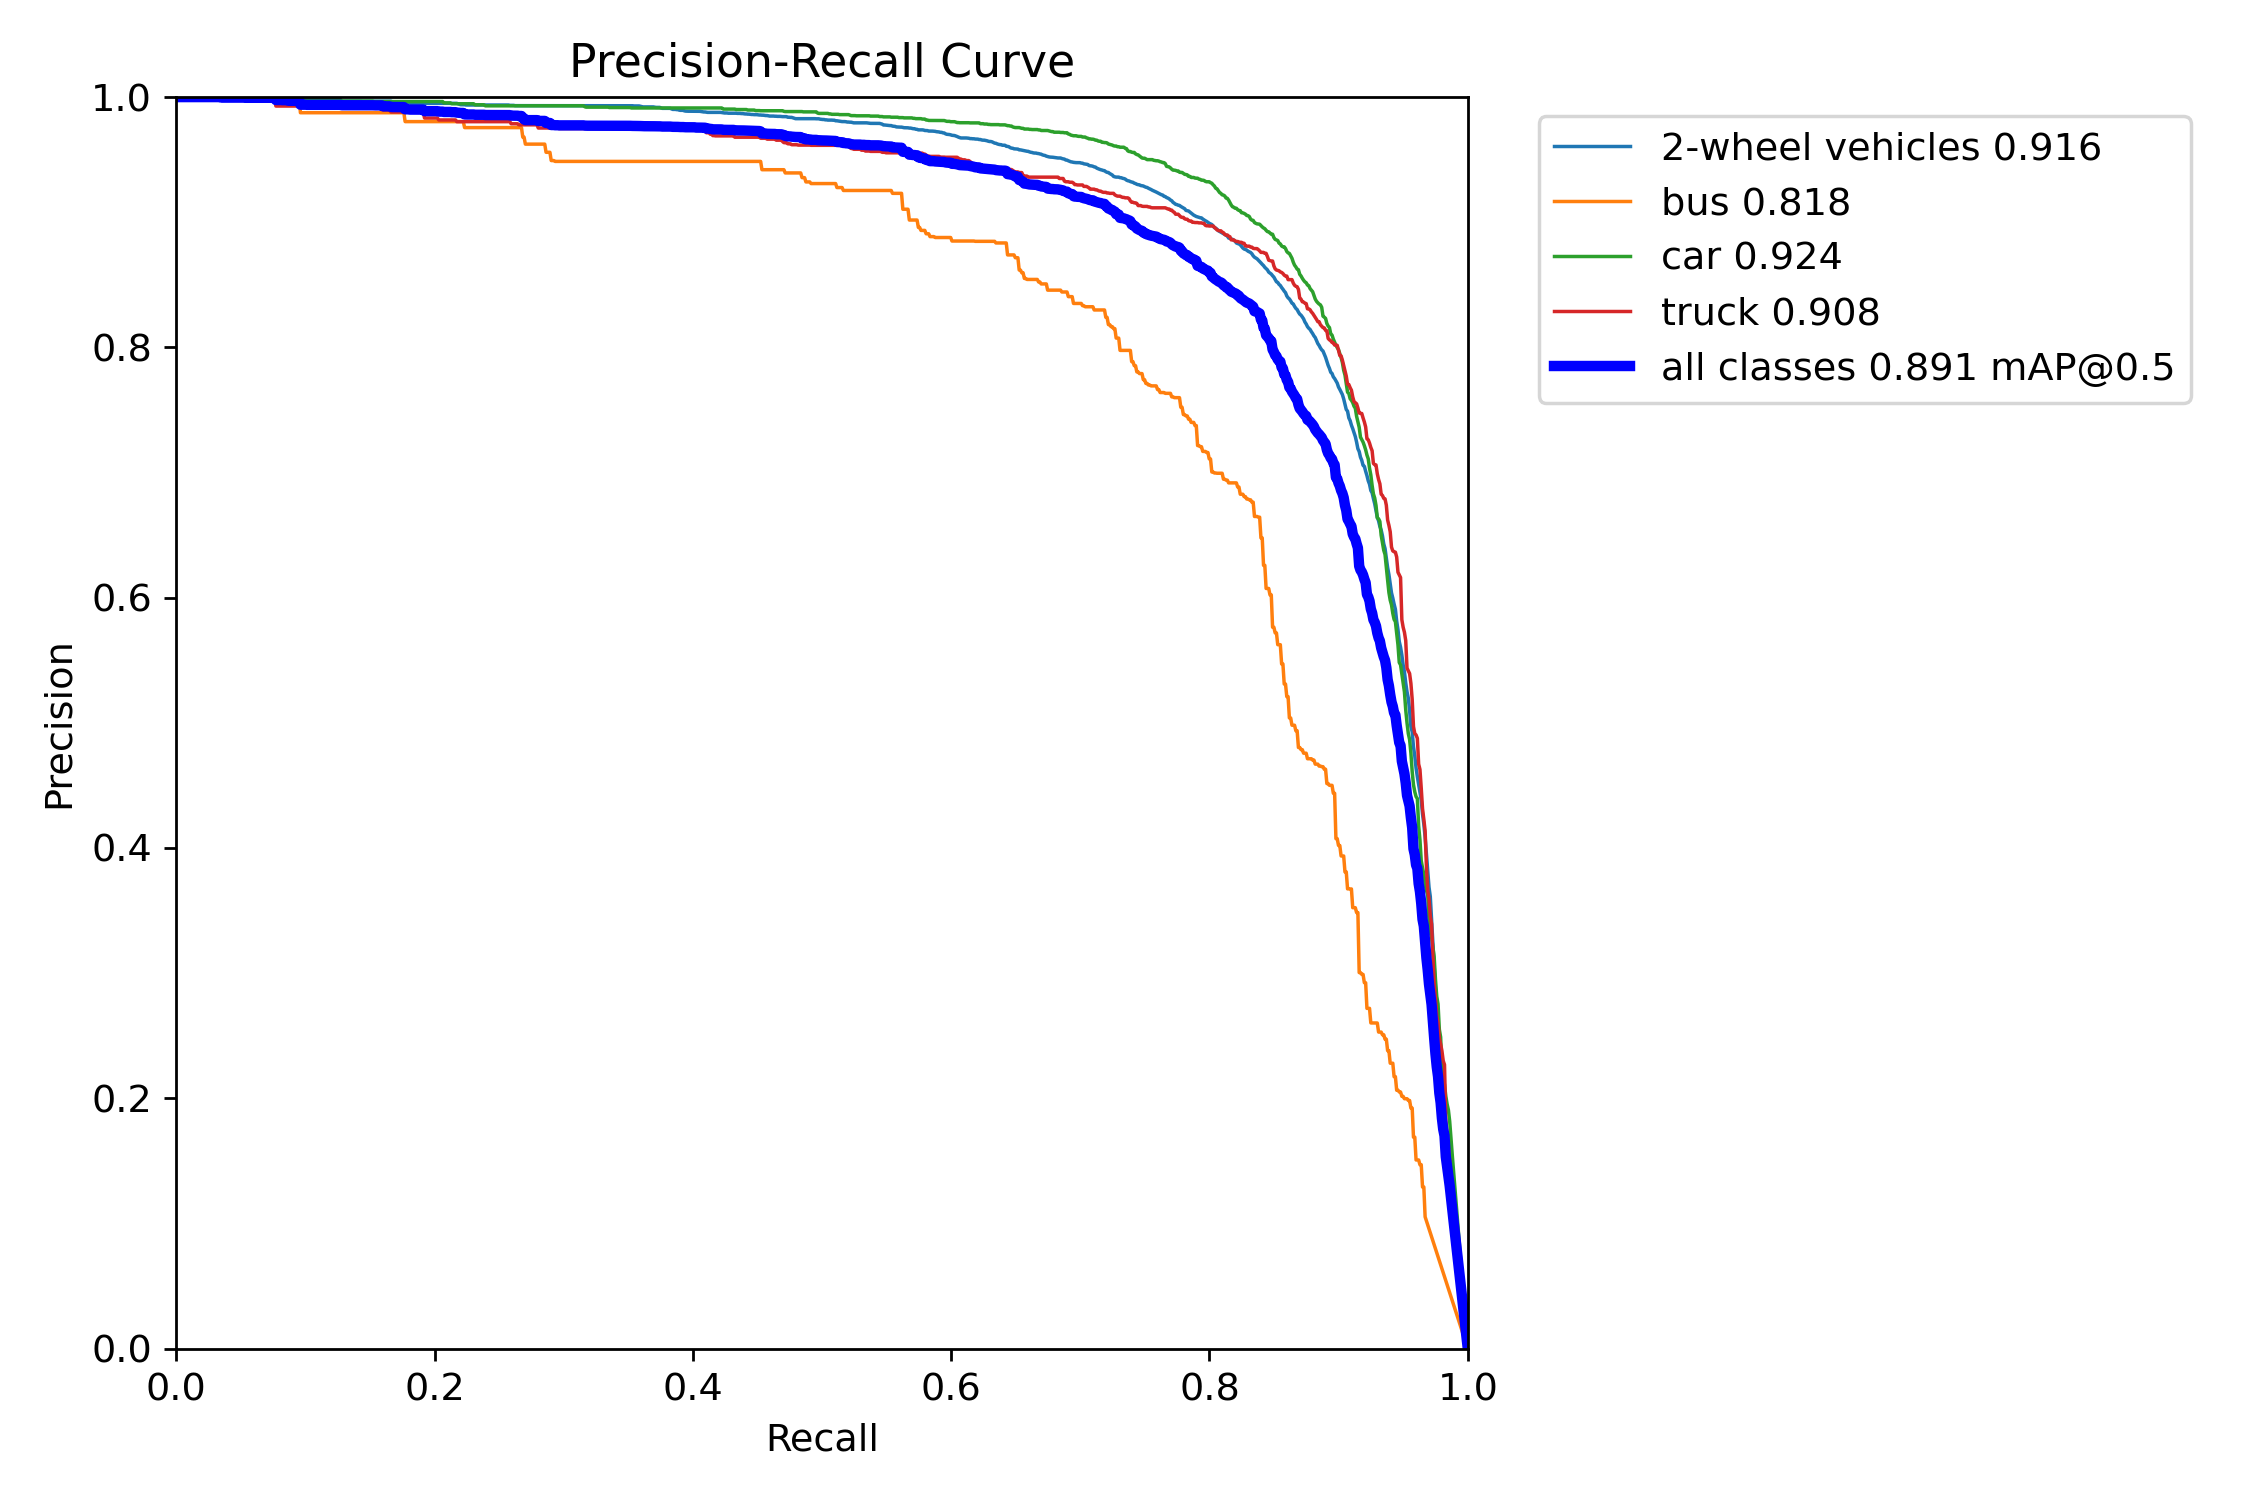 Precision-Recall Curve
1.0
0.8
0.6
0.4
0.2
0.0
Precision
0.0 0.2 0.4 0.6 0.8 1.0
Recall
2-wheel vehicles 0.916
bus 0.818
car 0.924
truck 0.908
all classes 0.891 mAP@0.5